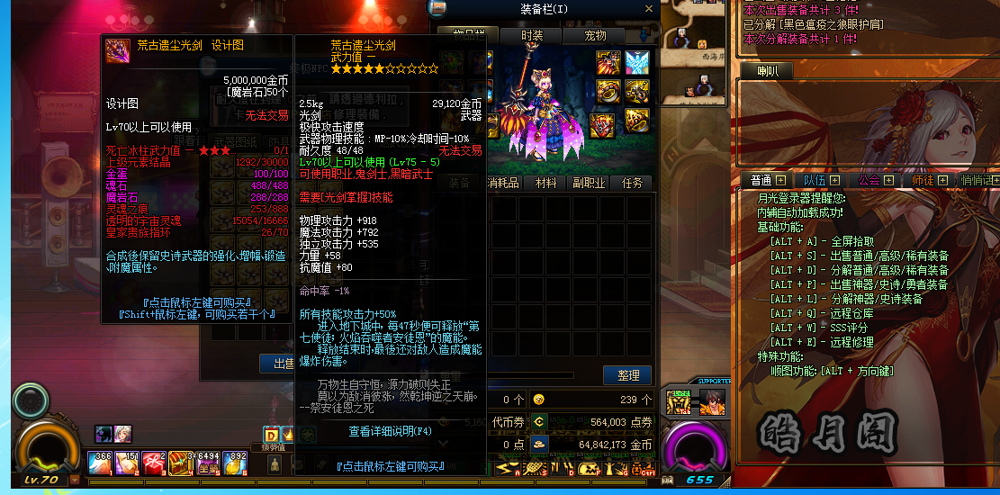 荒古遗尘光剑 设计图
5,000,000金币
[魔岩石]50个
设计图
无法交易
Lv70以上可以使用
死亡冰柱武力值 — ★★★... 0/1
上级元素结晶 1292/30000
金蛋 100/100
魂石 488/488
魔岩石 288/288
灵魂之痕 253/888
透明的宇宙灵魂 15054/16666
皇家贵族指环 26/70
合成後保留史诗武器的强化、增幅、锻造
、附魔属性。
『点击鼠标左键可购买』
『Shift+鼠标左键,可购买若干个』
荒古遗尘光剑
武力值 —
★★★★★☆☆☆☆☆
2.5kg 29,120金币
光剑 武器
极快攻击速度
武器物理技能：MP-10%冷却时间-10%
耐久度 48/48 无法交易
Lv70以上可以使用 (Lv75 - 5)
可使用职业,鬼剑士,黑暗武士
需要[光剑掌握]技能
物理攻击力 +918
魔法攻击力 +792
独立攻击力 +535
力量 +58
抗魔值 +80
命中率 -1%
所有技能攻击力+50%
进入地下城中, 每47秒便可释放“第
七使徒; 火焰吞噬者安徒恩”的魔能。
释放结束时,最後还对敌人造成魔能
爆炸伤害。
万物生自守恒, 源力破则失正
莫以为敌消彼涨, 然乾坤逆之天崩。
--祭安徒恩之死
查看详细说明(F4)
『点击鼠标左键可购买』
装备栏(I)
物品栏 时装 宠物
装备 消耗品 材料 副职业 任务
出售
整理
0 个 239 个
代币券 564,003 点券
0 点 64,842,173 金币
西海岸
本次出售装备共计 3 件!
已分解 [黑色瘟疫之狼眼护肩]
本次分解装备共计 1 件!
喇叭
普通 队伍 公会 师徒 悄悄话
月光登录器提醒您:
内辅自动加载成功!
基础功能:
[ALT + A] - 全屏拾取
[ALT + S] - 出售普通/高级/稀有装备
[ALT + D] - 分解普通/高级/稀有装备
[ALT + P] - 出售神器/史诗/勇者装备
[ALT + L] - 分解神器/史诗装备
[ALT + Q] - 远程仓库
[ALT + W] - SSS评分
[ALT + E] - 远程修理
特殊功能:
顺图功能:[ALT + 方向键]
皓月阁
SUPPORTER
疲劳值
Lv.70
366 151 2 6494 892
655